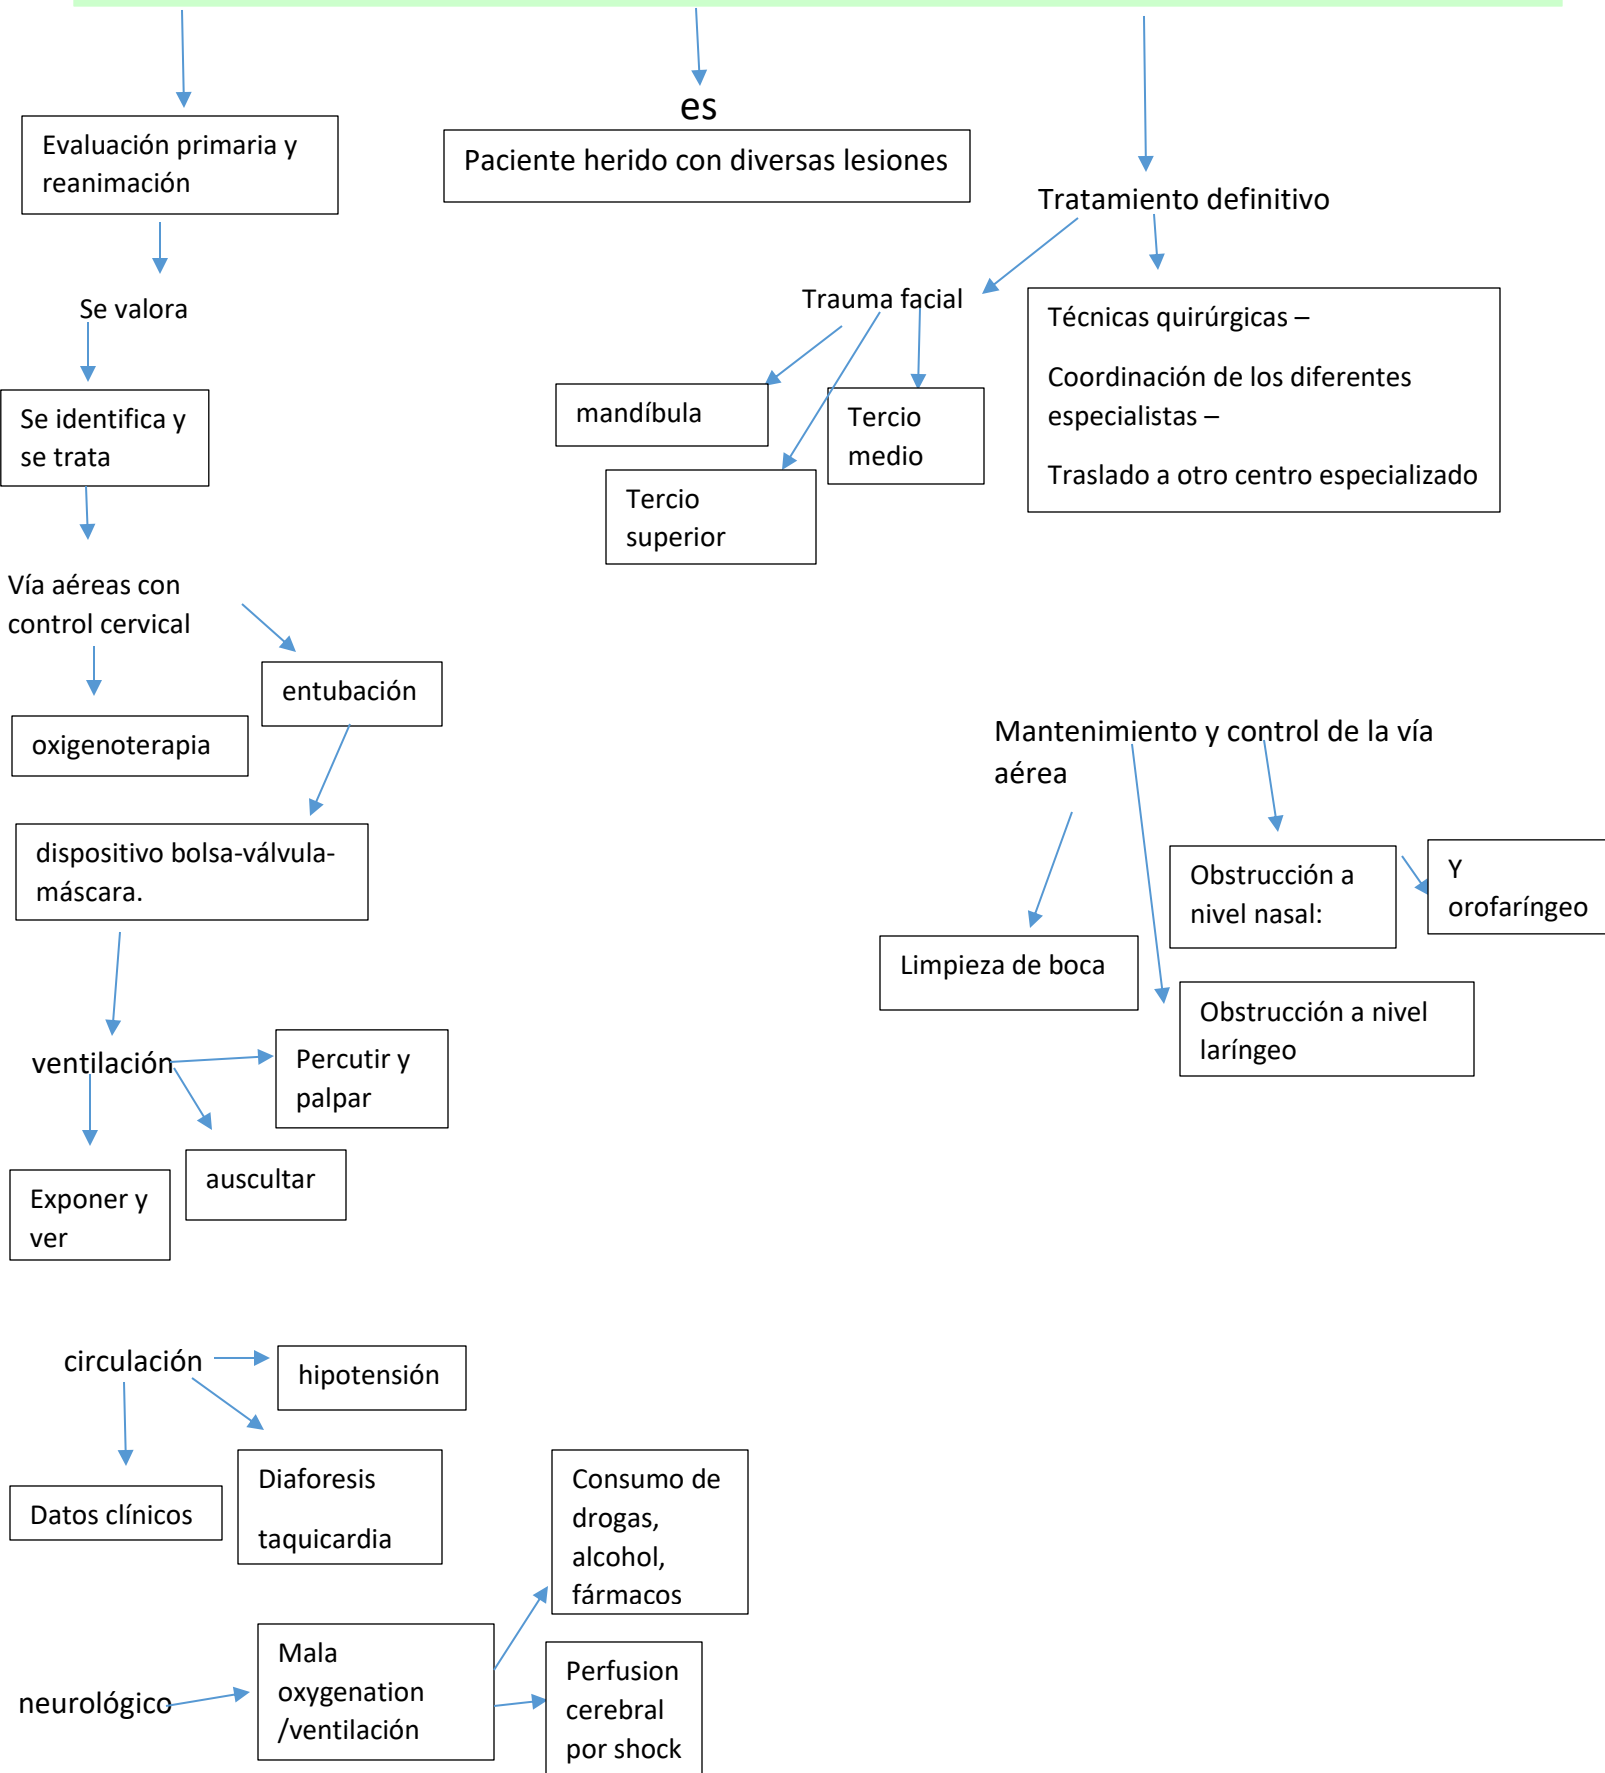 es
Evaluación primaria y
reanimación
Paciente herido con diversas lesiones
Tratamiento definitivo
Se valora
Trauma facial
Técnicas quirúrgicas –
Coordinación de los diferentes
especialistas –
Traslado a otro centro especializado
mandíbula
Tercio
medio
Tercio
superior
Se identifica y
se trata
Vía aéreas con
control cervical
entubación
oxigenoterapia
Mantenimiento y control de la vía
aérea
dispositivo bolsa-válvula-
máscara.
Obstrucción a
nivel nasal:
Y
orofaríngeo
Limpieza de boca
Obstrucción a nivel
laríngeo
ventilación
Percutir y
palpar
auscultar
Exponer y
ver
circulación
hipotensión
Datos clínicos
Diaforesis
taquicardia
Consumo de
drogas,
alcohol,
fármacos
neurológico
Mala
oxygenation
/ventilación
Perfusion
cerebral
por shock